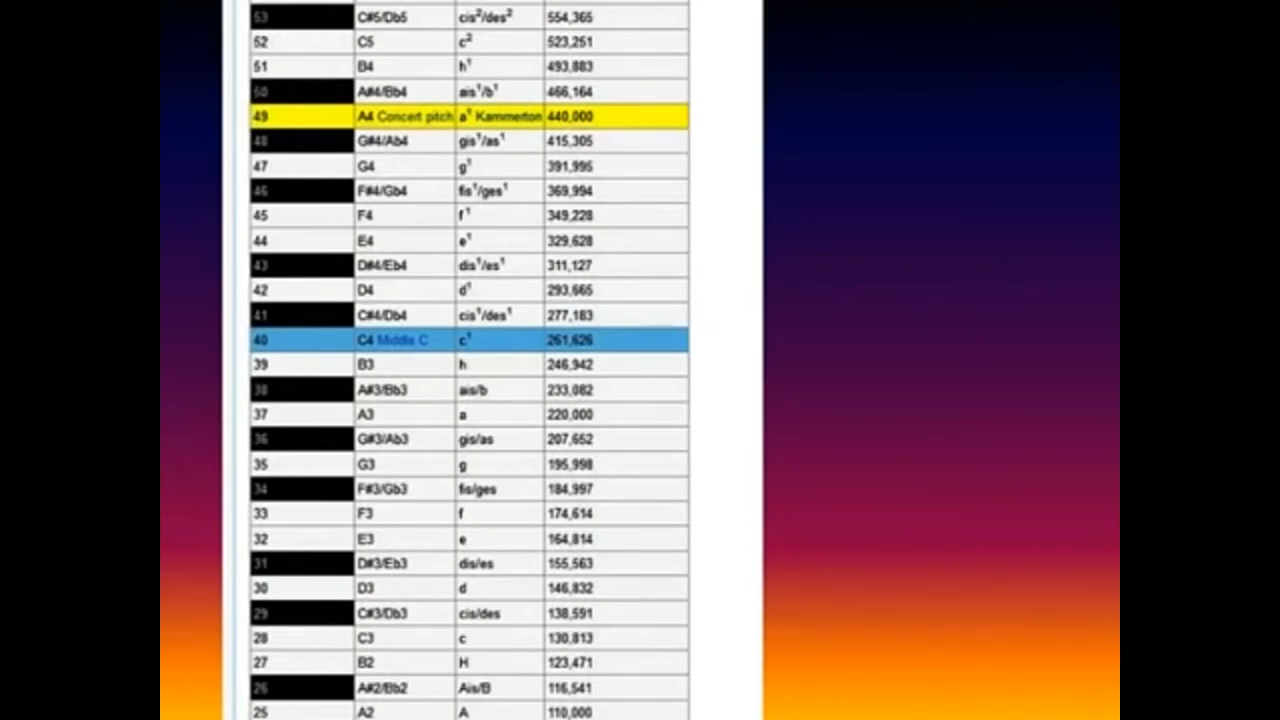 53 C#5/Db5 cis²/des² 554,365
52 C5 c² 523,251
51 B4 h¹ 493,883
50 A#4/Bb4 ais¹/b¹ 466,164
49 A4 Concert pitch a¹ Kammerton 440,000
48 G#4/Ab4 gis¹/as¹ 415,305
47 G4 g¹ 391,995
46 F#4/Gb4 fis¹/ges¹ 369,994
45 F4 f¹ 349,228
44 E4 e¹ 329,628
43 D#4/Eb4 dis¹/es¹ 311,127
42 D4 d¹ 293,665
41 C#4/Db4 cis¹/des¹ 277,183
40 C4 Middle C c¹ 261,626
39 B3 h 246,942
38 A#3/Bb3 ais/b 233,082
37 A3 a 220,000
36 G#3/Ab3 gis/as 207,652
35 G3 g 195,998
34 F#3/Gb3 fis/ges 184,997
33 F3 f 174,614
32 E3 e 164,814
31 D#3/Eb3 dis/es 155,563
30 D3 d 146,832
29 C#3/Db3 cis/des 138,591
28 C3 c 130,813
27 B2 H 123,471
26 A#2/Bb2 Ais/B 116,541
25 A2 A 110,000